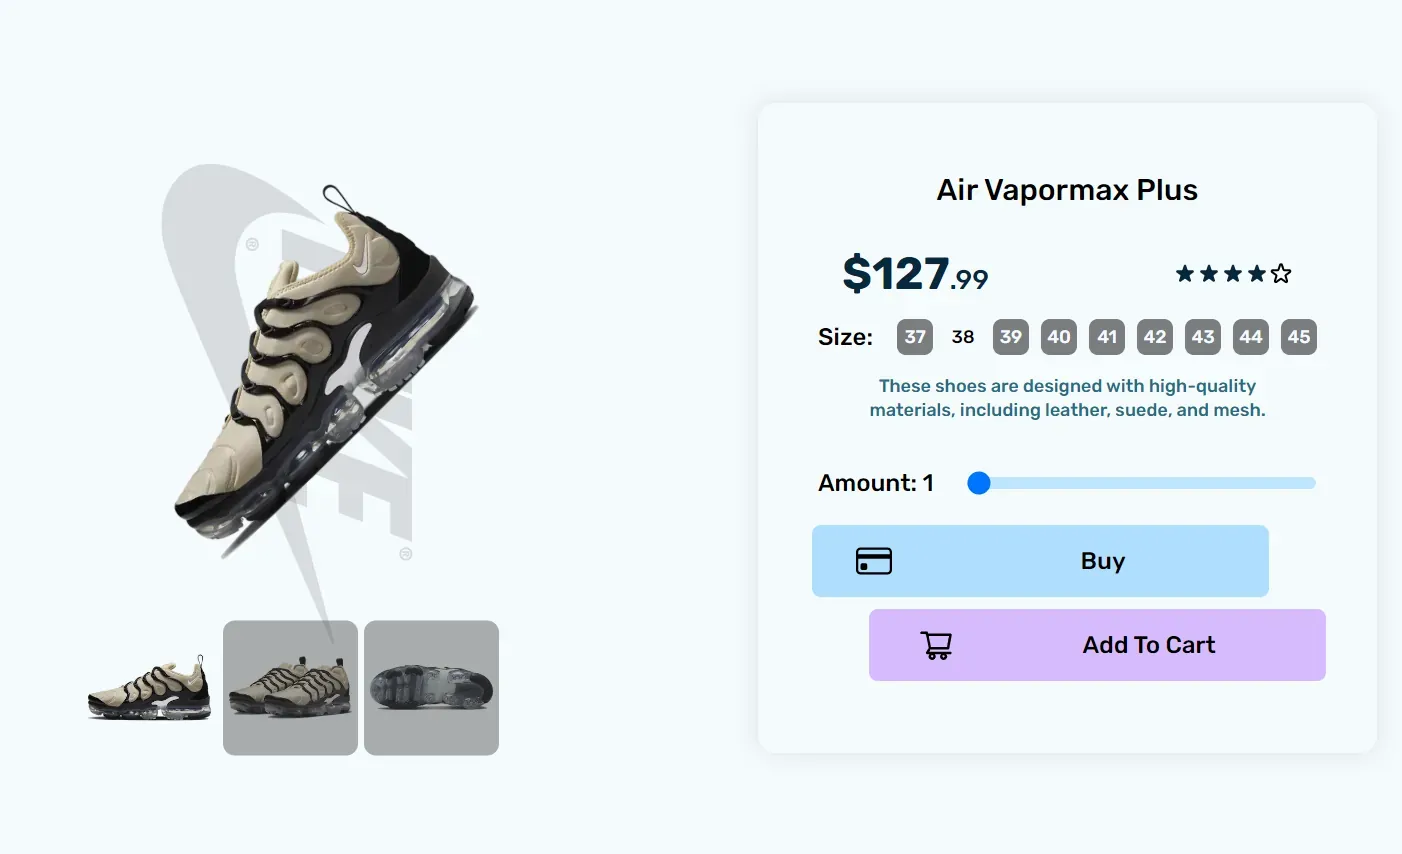 Air Vapormax Plus
$127.99
Size: 37 38 39 40 41 42 43 44 45
These shoes are designed with high-quality
materials, including leather, suede, and mesh.
Amount: 1
Buy
Add To Cart
®
®